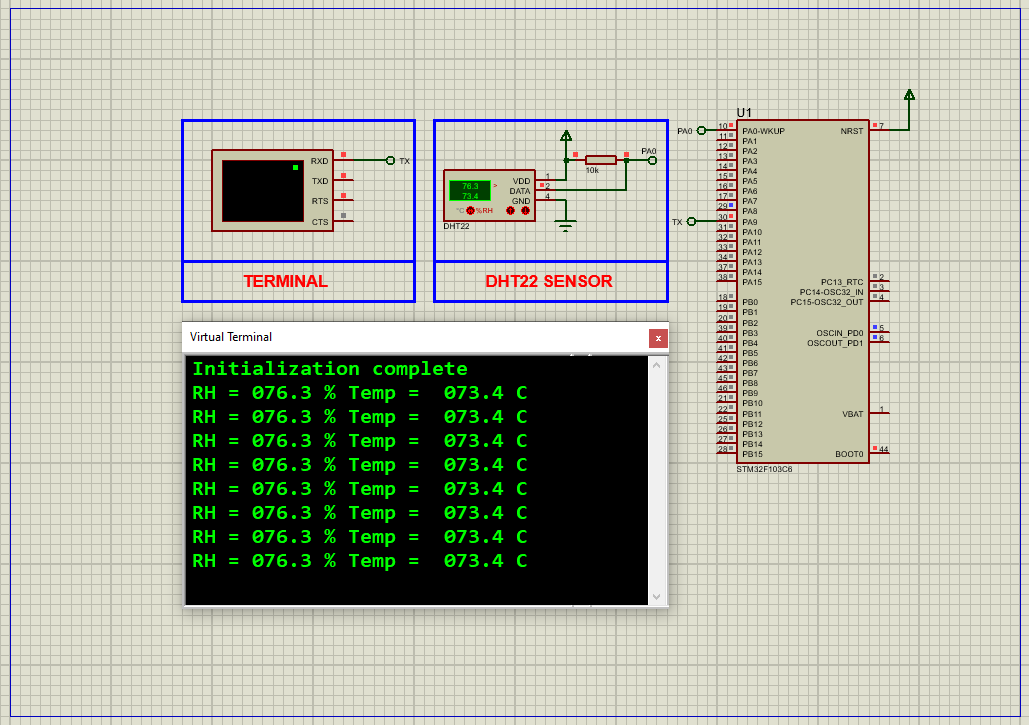 RXD
TXD
RTS
CTS
TX
TERMINAL
PA0
10k
76.3
73.4
>
°C %RH
VDD
DATA
GND
1
2
4
DHT22
DHT22 SENSOR
U1
PA0
TX
10 PA0-WKUP
11 PA1
12 PA2
13 PA3
14 PA4
15 PA5
16 PA6
17 PA7
29 PA8
30 PA9
31 PA10
32 PA11
33 PA12
34 PA13
37 PA14
38 PA15
18 PB0
19 PB1
20 PB2
39 PB3
40 PB4
41 PB5
42 PB6
43 PB7
45 PB8
46 PB9
21 PB10
22 PB11
25 PB12
26 PB13
27 PB14
28 PB15
NRST 7
PC13_RTC 2
PC14-OSC32_IN 3
PC15-OSC32_OUT 4
OSCIN_PD0 5
OSCOUT_PD1 6
VBAT 1
BOOT0 44
STM32F103C6
Virtual Terminal
x
Initialization complete
RH = 076.3 % Temp =  073.4 C
RH = 076.3 % Temp =  073.4 C
RH = 076.3 % Temp =  073.4 C
RH = 076.3 % Temp =  073.4 C
RH = 076.3 % Temp =  073.4 C
RH = 076.3 % Temp =  073.4 C
RH = 076.3 % Temp =  073.4 C
RH = 076.3 % Temp =  073.4 C